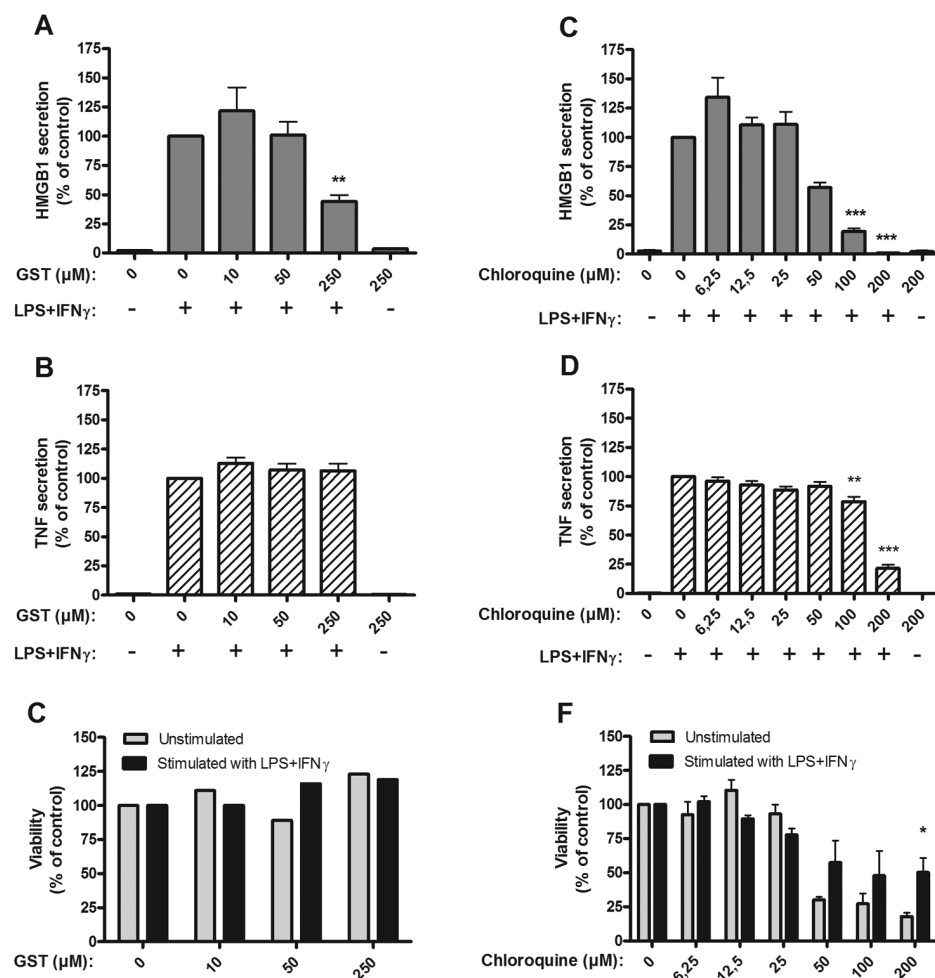 A
HMGB1 secretion
(% of control)
175
150
125
100
75
50
25
0
**
GST (µM): 0 0 10 50 250 250
LPS+IFNγ: - + + + + -
B
TNF secretion
(% of control)
175
150
125
100
75
50
25
0
GST (µM): 0 0 10 50 250 250
LPS+IFNγ: - + + + + -
C
Unstimulated
Stimulated with LPS+IFNγ
Viability
(% of control)
150
125
100
75
50
25
0
GST (µM): 0 10 50 250
C
HMGB1 secretion
(% of control)
175
150
125
100
75
50
25
0
***
***
Chloroquine (µM): 0 0 6,25 12,5 25 50 100 200 200
LPS+IFNγ: - + + + + + + + -
D
TNF secretion
(% of control)
175
150
125
100
75
50
25
0
**
***
Chloroquine (µM): 0 0 6,25 12,5 25 50 100 200 200
LPS+IFNγ: - + + + + + + + -
F
Unstimulated
Stimulated with LPS+IFNγ
Viability
(% of control)
150
125
100
75
50
25
0
*
Chloroquine (µM): 0 6,25 12,5 25 50 100 200